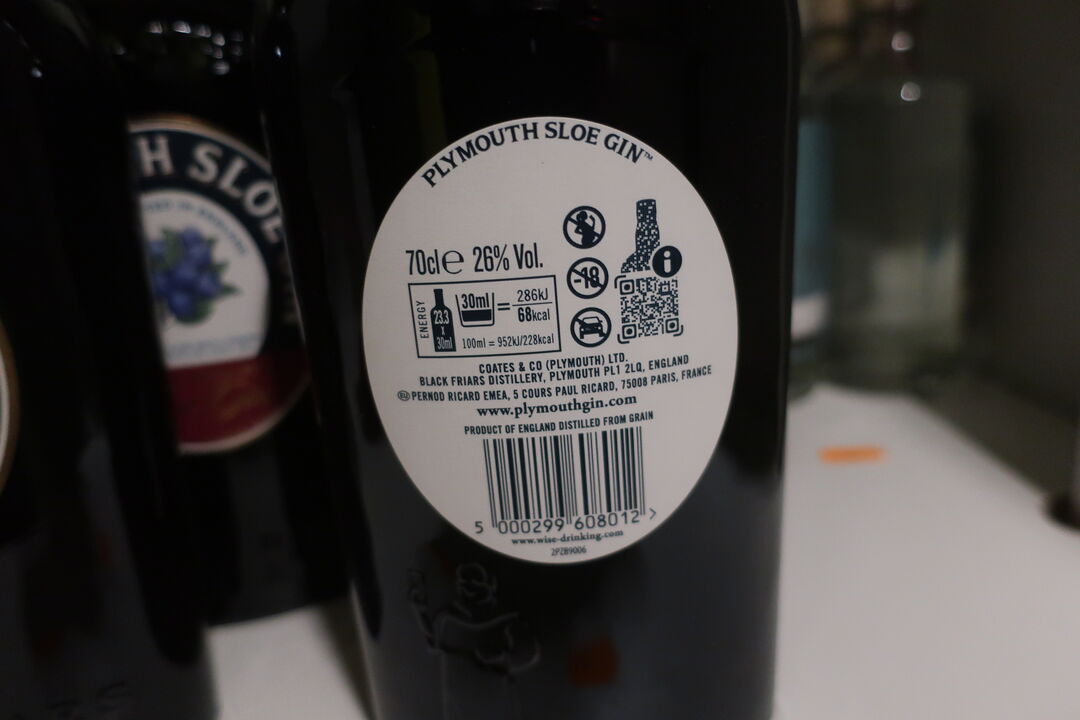 PLYMOUTH SLOE GIN™
70cl℮ 26% Vol.
-18
i
ENERGY
23.3
x
30ml
30ml
=
286kJ
68kcal
100ml = 952kJ/228kcal
COATES & CO (PLYMOUTH) LTD.
BLACK FRIARS DISTILLERY, PLYMOUTH PL1 2LQ, ENGLAND
EU PERNOD RICARD EMEA, 5 COURS PAUL RICARD, 75008 PARIS, FRANCE
www.plymouthgin.com
PRODUCT OF ENGLAND DISTILLED FROM GRAIN
5 000299 608012 >
www.wise-drinking.com
2PZB9006
H SLOE